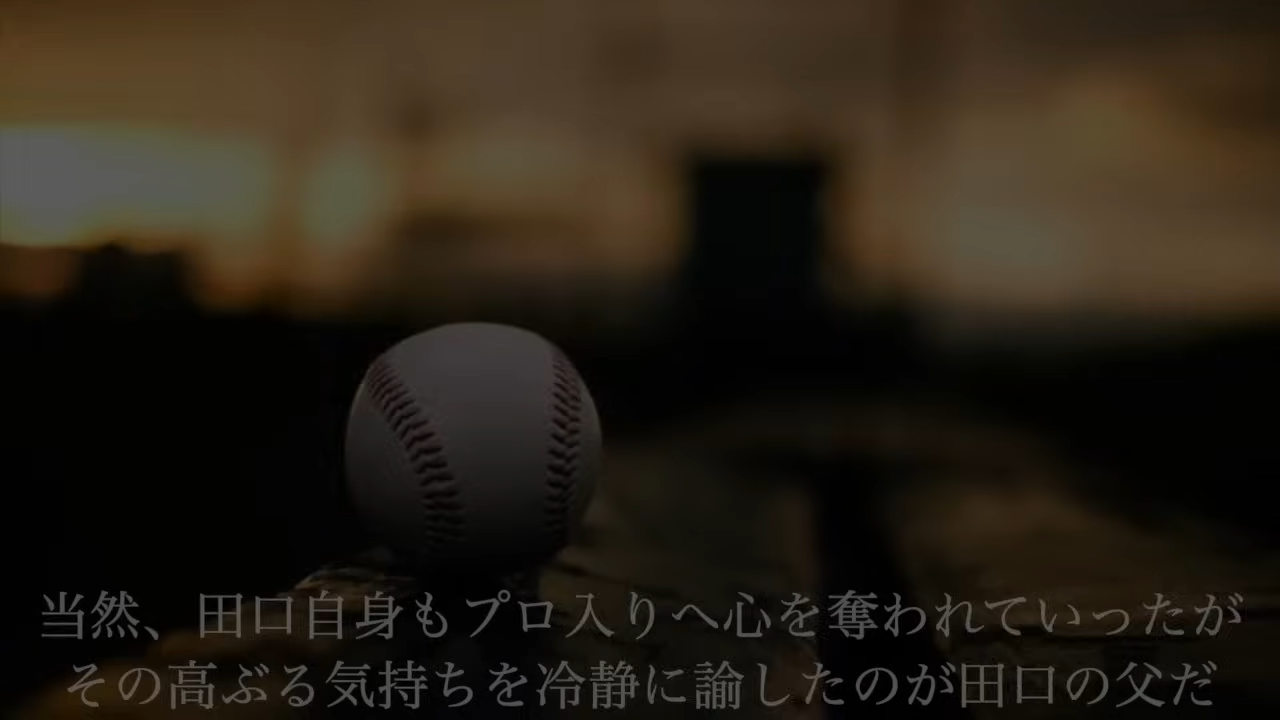 当然、田口自身もプロ入りへ心を奪われていったが
その高ぶる気持ちを冷静に諭したのが田口の父だ